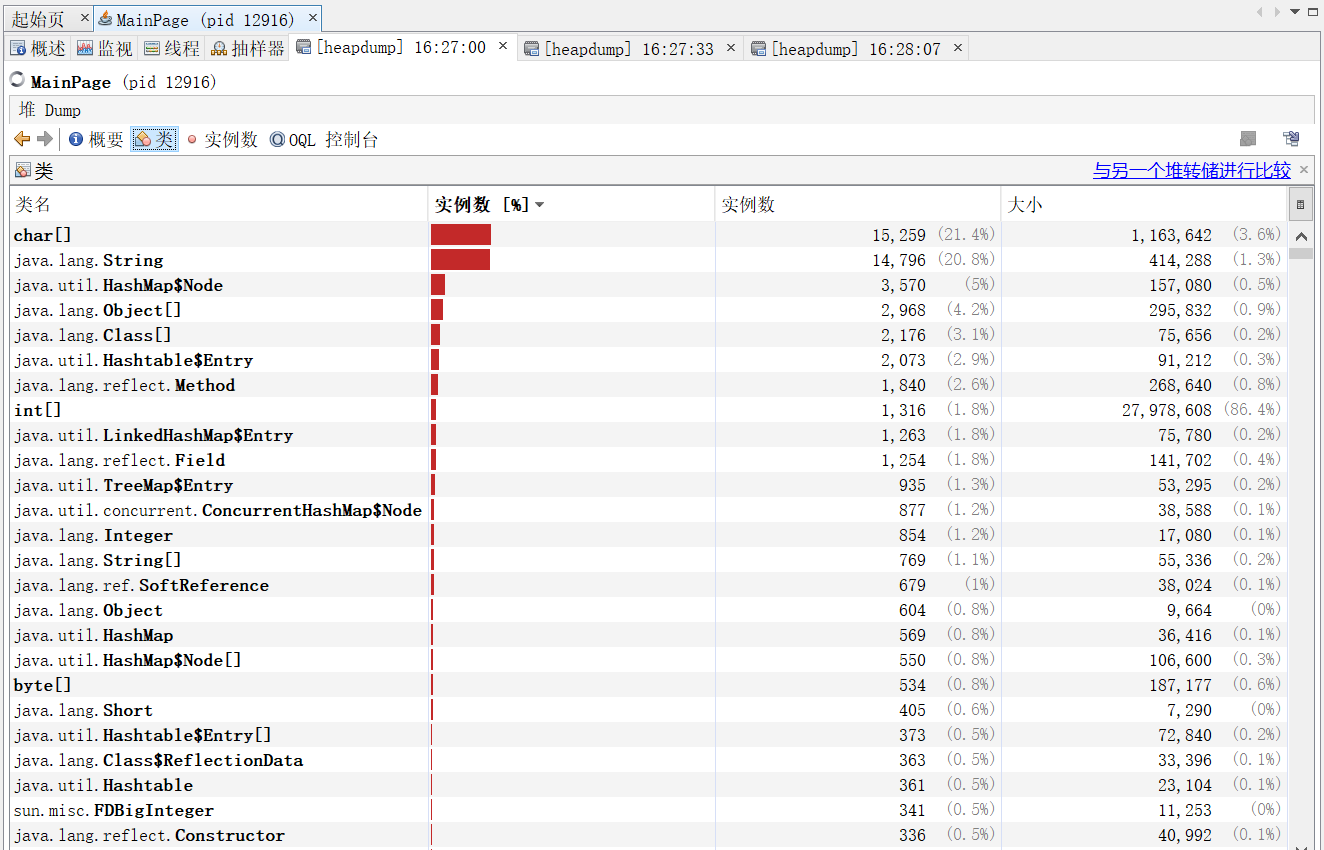 起始页 × MainPage (pid 12916) ×
概述 监视 线程 抽样器 [heapdump] 16:27:00 × [heapdump] 16:27:33 × [heapdump] 16:28:07 ×
MainPage (pid 12916)
堆 Dump
概要 类 实例数 OQL 控制台
类 与另一个堆转储进行比较 ×
类名 实例数 [%] 实例数 大小
char[] 15,259 (21.4%) 1,163,642 (3.6%)
java.lang.String 14,796 (20.8%) 414,288 (1.3%)
java.util.HashMap$Node 3,570 (5%) 157,080 (0.5%)
java.lang.Object[] 2,968 (4.2%) 295,832 (0.9%)
java.lang.Class[] 2,176 (3.1%) 75,656 (0.2%)
java.util.Hashtable$Entry 2,073 (2.9%) 91,212 (0.3%)
java.lang.reflect.Method 1,840 (2.6%) 268,640 (0.8%)
int[] 1,316 (1.8%) 27,978,608 (86.4%)
java.util.LinkedHashMap$Entry 1,263 (1.8%) 75,780 (0.2%)
java.lang.reflect.Field 1,254 (1.8%) 141,702 (0.4%)
java.util.TreeMap$Entry 935 (1.3%) 53,295 (0.2%)
java.util.concurrent.ConcurrentHashMap$Node 877 (1.2%) 38,588 (0.1%)
java.lang.Integer 854 (1.2%) 17,080 (0.1%)
java.lang.String[] 769 (1.1%) 55,336 (0.2%)
java.lang.ref.SoftReference 679 (1%) 38,024 (0.1%)
java.lang.Object 604 (0.8%) 9,664 (0%)
java.util.HashMap 569 (0.8%) 36,416 (0.1%)
java.util.HashMap$Node[] 550 (0.8%) 106,600 (0.3%)
byte[] 534 (0.8%) 187,177 (0.6%)
java.lang.Short 405 (0.6%) 7,290 (0%)
java.util.Hashtable$Entry[] 373 (0.5%) 72,840 (0.2%)
java.lang.Class$ReflectionData 363 (0.5%) 33,396 (0.1%)
java.util.Hashtable 361 (0.5%) 23,104 (0.1%)
sun.misc.FDBigInteger 341 (0.5%) 11,253 (0%)
java.lang.reflect.Constructor 336 (0.5%) 40,992 (0.1%)